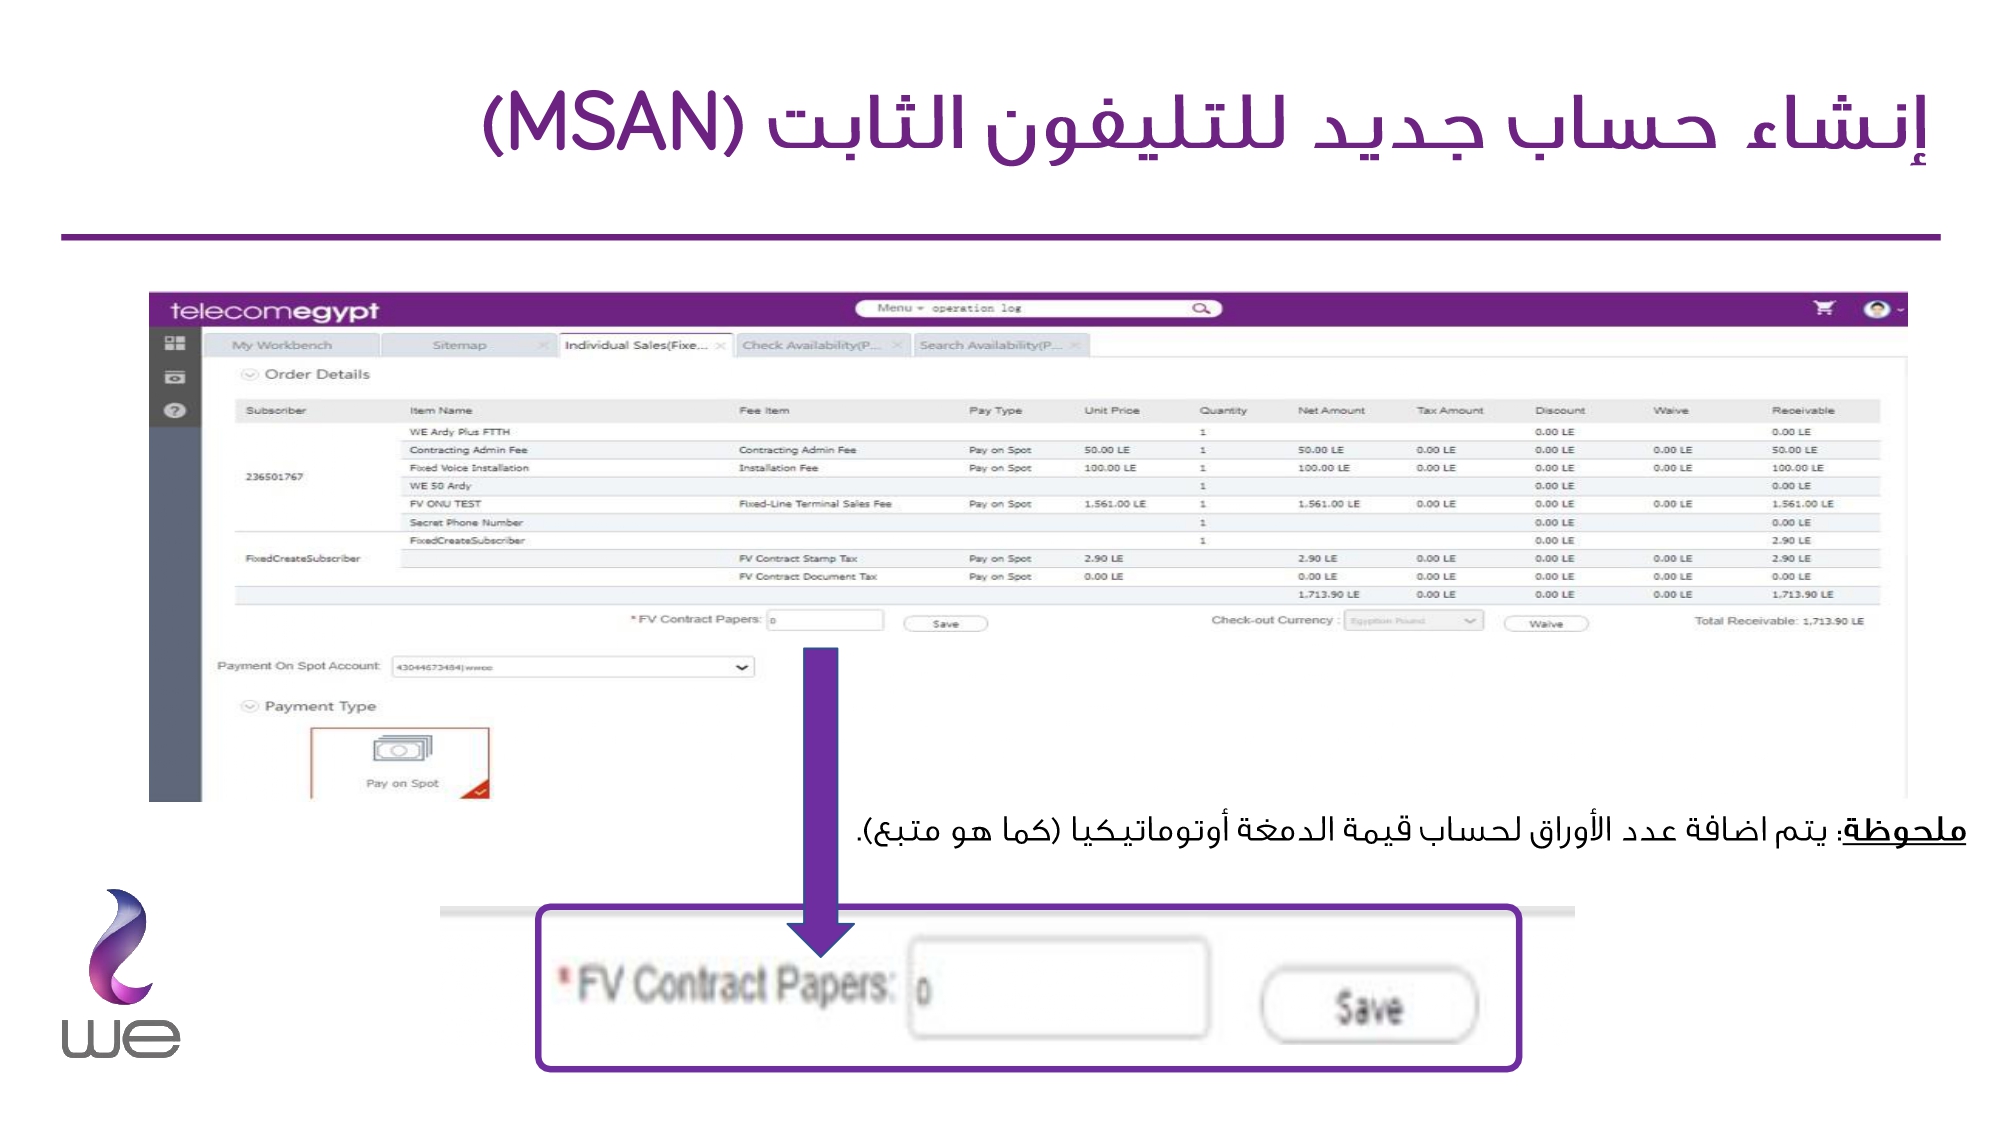 إنشاء حساب جديد للتليفون الثابت (MSAN)
telecomegypt Menu operation log
My Workbench Sitemap Individual Sales(Fixe... Check Availability(P... Search Availability(P...
Order Details
Subscriber Item Name Fee Item Pay Type Unit Price Quantity Net Amount Tax Amount Discount Waive Receivable
WE Ardy Plus FTTH 1 0.00 LE 0.00 LE
Contracting Admin Fee Contracting Admin Fee Pay on Spot 50.00 LE 1 50.00 LE 0.00 LE 0.00 LE 0.00 LE 50.00 LE
Fixed Voice Installation Installation Fee Pay on Spot 100.00 LE 1 100.00 LE 0.00 LE 0.00 LE 0.00 LE 100.00 LE
236501767
WE 50 Ardy 1 0.00 LE 0.00 LE
FV ONU TEST Fixed-Line Terminal Sales Fee Pay on Spot 1,561.00 LE 1 1,561.00 LE 0.00 LE 0.00 LE 0.00 LE 1,561.00 LE
Secret Phone Number 1 0.00 LE 0.00 LE
FixedCreateSubscriber 1 0.00 LE 2.90 LE
FixedCreateSubscriber FV Contract Stamp Tax Pay on Spot 2.90 LE 2.90 LE 0.00 LE 0.00 LE 0.00 LE 2.90 LE
FV Contract Document Tax Pay on Spot 0.00 LE 0.00 LE 0.00 LE 0.00 LE 0.00 LE 0.00 LE
1,713.90 LE 0.00 LE 0.00 LE 0.00 LE 1,713.90 LE
* FV Contract Papers: 0 Save Check-out Currency : Egyptian Pound Waive Total Receivable: 1,713.90 LE
Payment On Spot Account:
Payment Type
Pay on Spot
ملحوظة: يتم اضافة عدد الأوراق لحساب قيمة الدمغة أوتوماتيكيا (كما هو متبع).
* FV Contract Papers: 0 Save
we